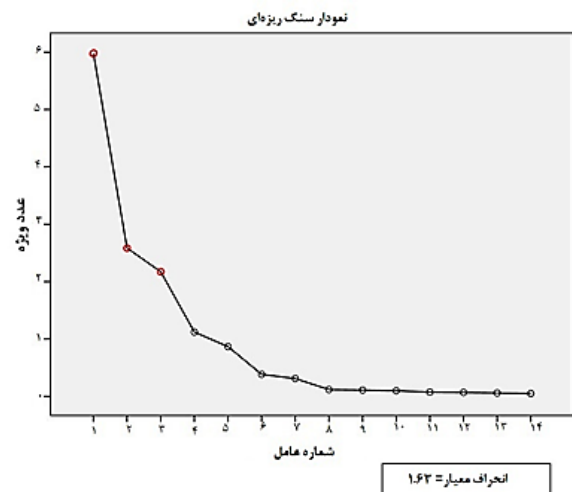 نمودار سنگ ریزه‌ای
۶
۵
۴
۳
۲
۱
۰
عدد ویژه
۱ ۲ ۳ ۴ ۵ ۶ ۷ ۸ ۹ ۱۰ ۱۱ ۱۲ ۱۳ ۱۴
شماره عامل
انحراف معیار= ۱.۶۳